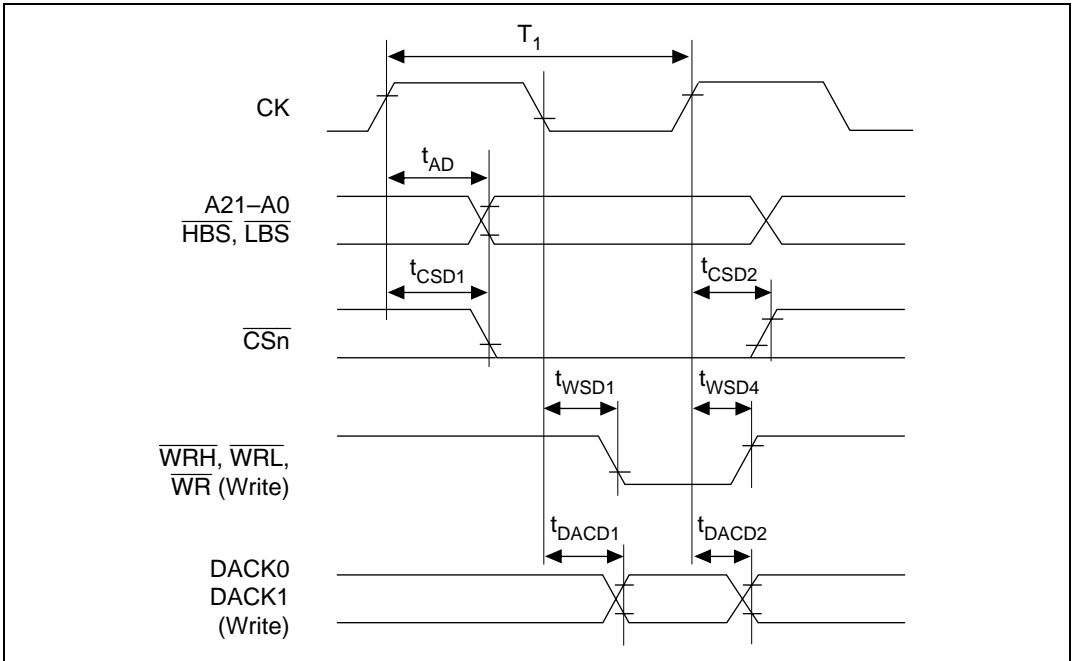 T1
CK
tAD
A21–A0
HBS, LBS
tCSD1
tCSD2
CSn
tWSD1
tWSD4
WRH, WRL,
WR (Write)
tDACD1
tDACD2
DACK0
DACK1
(Write)